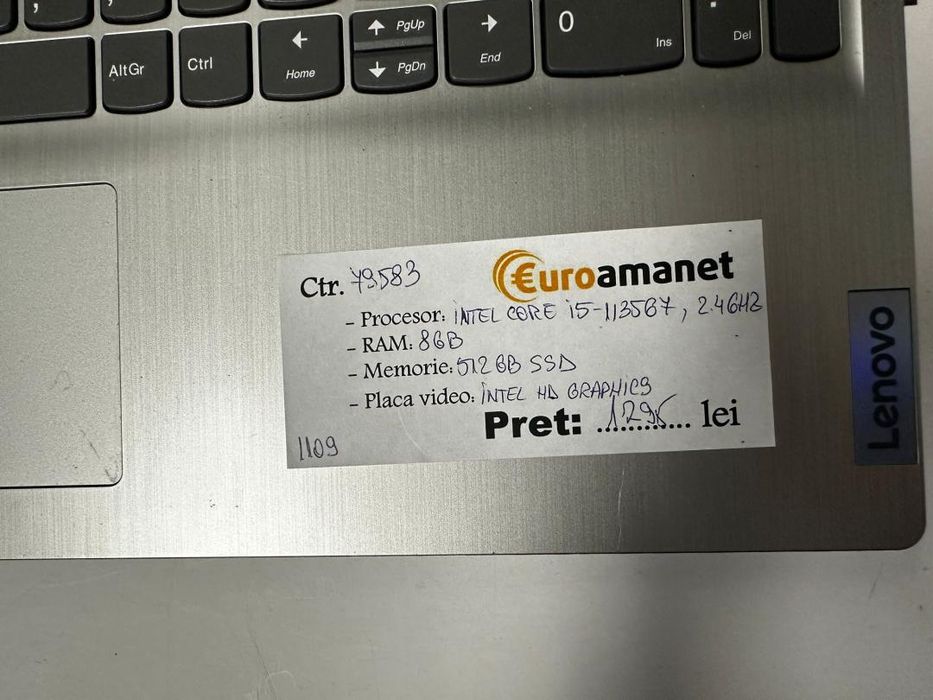 , ,
AltGr Ctrl ← Home ↑ PgUp ↓ PgDn → End 0 Ins . Del
Ctr. 79583 €uroamanet
- Procesor: INTEL CORE i5-1135G7, 2.4GHZ
- RAM: 8GB
- Memorie: 512GB SSD
- Placa video: INTEL HD GRAPHICS
Pret: ...1295... lei
1109
Lenovo